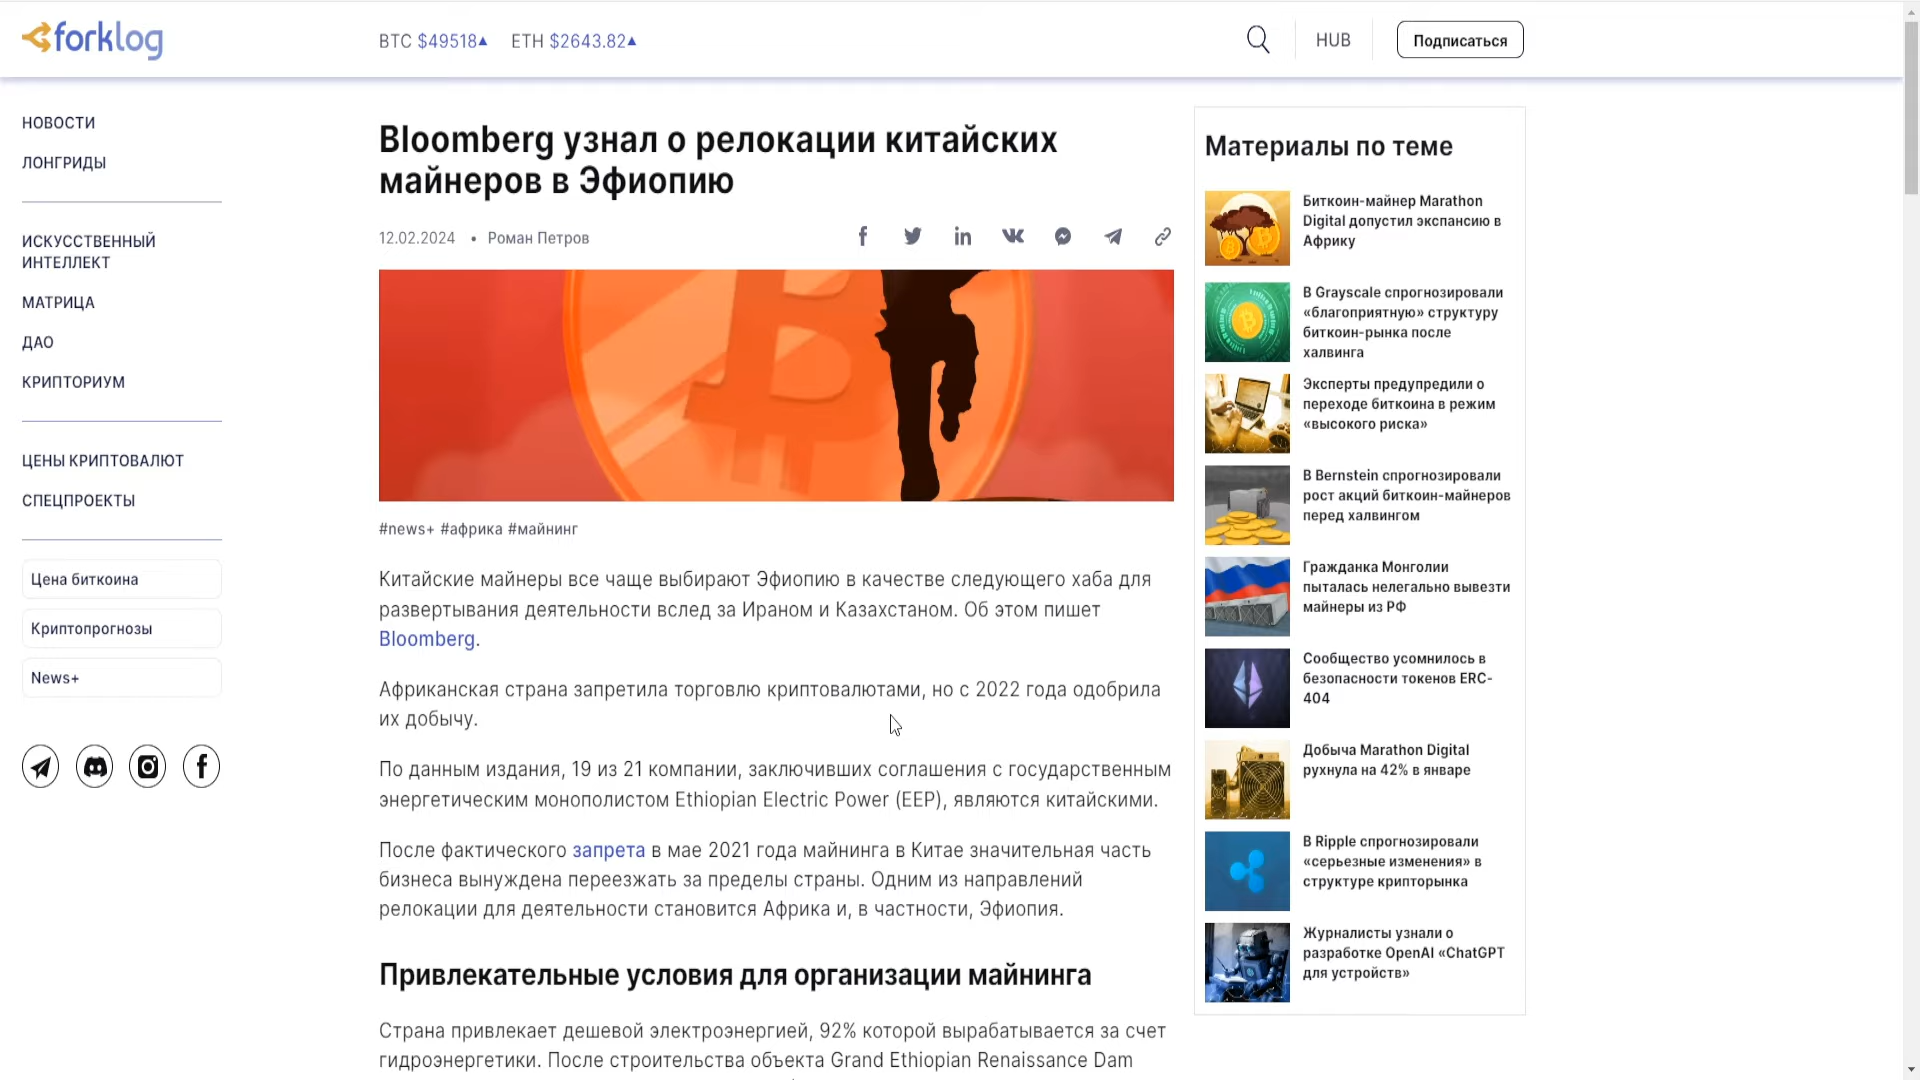 forklog
BTC $49518▲ ETH $2643.82▲
HUB
Подписаться
НОВОСТИ
ЛОНГРИДЫ
ИСКУССТВЕННЫЙ
ИНТЕЛЛЕКТ
МАТРИЦА
ДАО
КРИПТОРИУМ
ЦЕНЫ КРИПТОВАЛЮТ
СПЕЦПРОЕКТЫ
Цена биткоина
Криптопрогнозы
News+
Bloomberg узнал о релокации китайских
майнеров в Эфиопию
12.02.2024 • Роман Петров
#news+ #африка #майнинг
Китайские майнеры все чаще выбирают Эфиопию в качестве следующего хаба для
развертывания деятельности вслед за Ираном и Казахстаном. Об этом пишет
Bloomberg.
Африканская страна запретила торговлю криптовалютами, но с 2022 года одобрила
их добычу.
По данным издания, 19 из 21 компании, заключивших соглашения с государственным
энергетическим монополистом Ethiopian Electric Power (EEP), являются китайскими.
После фактического запрета в мае 2021 года майнинга в Китае значительная часть
бизнеса вынуждена переезжать за пределы страны. Одним из направлений
релокации для деятельности становится Африка и, в частности, Эфиопия.
Привлекательные условия для организации майнинга
Страна привлекает дешевой электроэнергией, 92% которой вырабатывается за счет
гидроэнергетики. После строительства объекта Grand Ethiopian Renaissance Dam
Материалы по теме
Биткоин-майнер Marathon
Digital допустил экспансию в
Африку
В Grayscale спрогнозировали
«благоприятную» структуру
биткоин-рынка после
халвинга
Эксперты предупредили о
переходе биткоина в режим
«высокого риска»
В Bernstein спрогнозировали
рост акций биткоин-майнеров
перед халвингом
Гражданка Монголии
пыталась нелегально вывезти
майнеры из РФ
Сообщество усомнилось в
безопасности токенов ERC-
404
Добыча Marathon Digital
рухнула на 42% в январе
В Ripple спрогнозировали
«серьезные изменения» в
структуре крипторынка
Журналисты узнали о
разработке OpenAI «ChatGPT
для устройств»